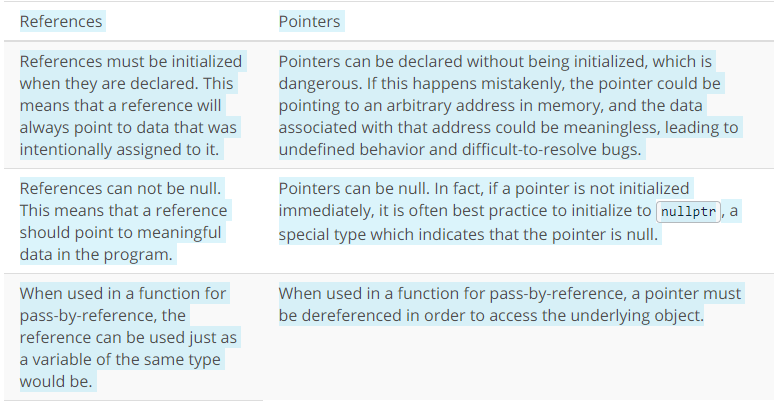 References
Pointers
References must be initialized
when they are declared. This
means that a reference will
always point to data that was
intentionally assigned to it.
Pointers can be declared without being initialized, which is
dangerous. If this happens mistakenly, the pointer could be
pointing to an arbitrary address in memory, and the data
associated with that address could be meaningless, leading to
undefined behavior and difficult-to-resolve bugs.
References can not be null.
This means that a reference
should point to meaningful
data in the program.
Pointers can be null. In fact, if a pointer is not initialized
immediately, it is often best practice to initialize to nullptr, a
special type which indicates that the pointer is null.
When used in a function for
pass-by-reference, the
reference can be used just as
a variable of the same type
would be.
When used in a function for pass-by-reference, a pointer must
be dereferenced in order to access the underlying object.